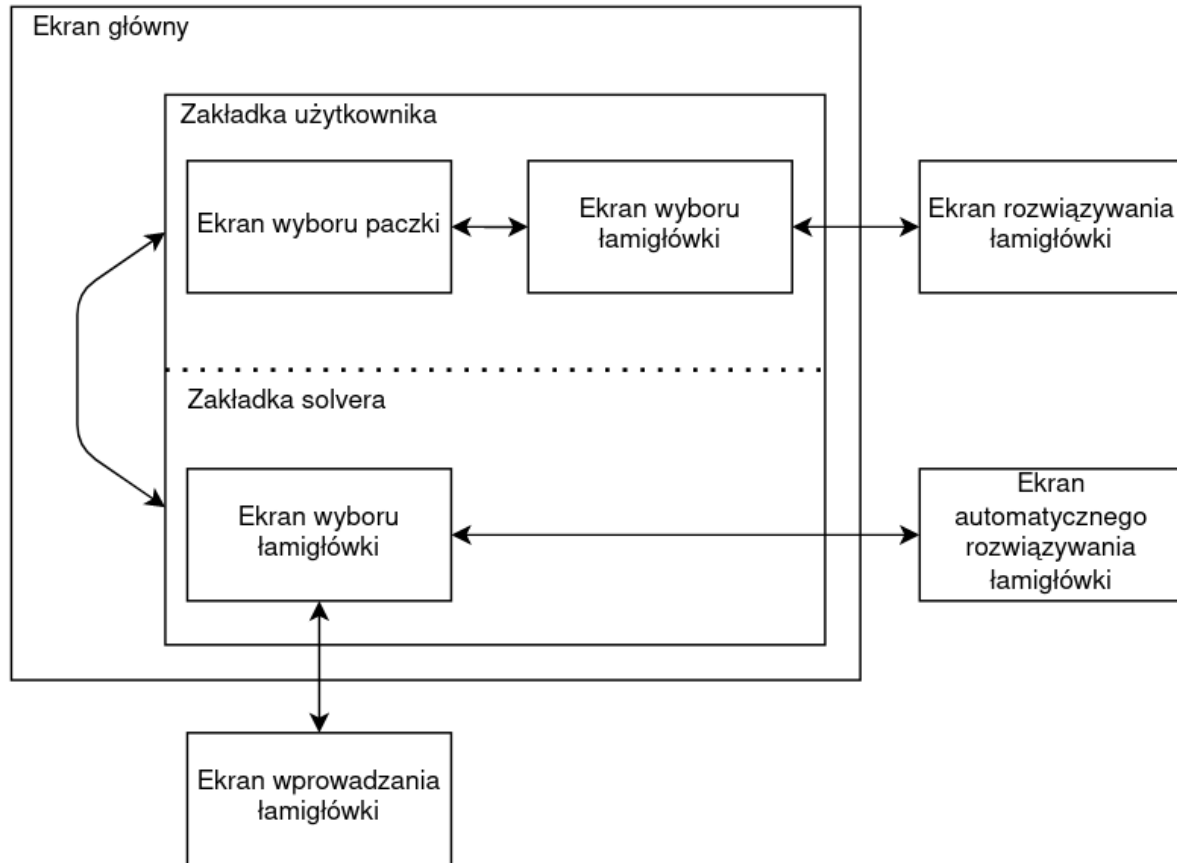 Ekran główny
Zakładka użytkownika
Ekran wyboru paczki
Ekran wyboru
łamigłówki
Ekran rozwiązywania
łamigłówki
Zakładka solvera
Ekran wyboru
łamigłówki
Ekran
automatycznego
rozwiązywania
łamigłówki
Ekran wprowadzania
łamigłówki